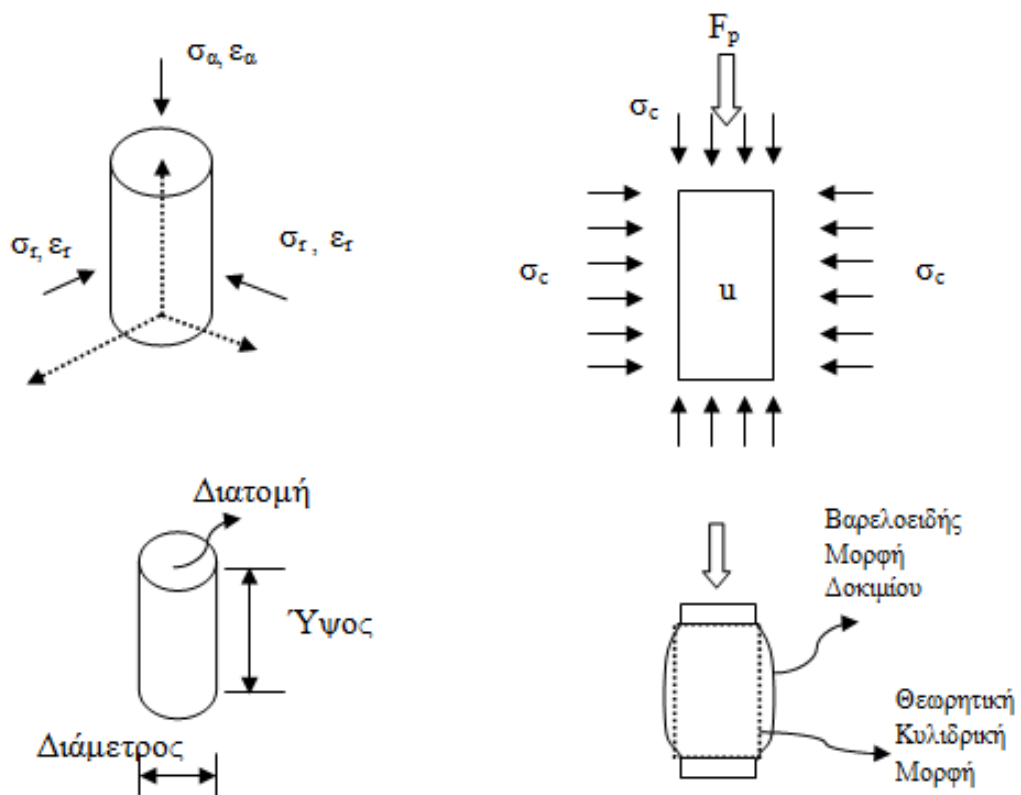 σα, εα
σr, εr
σr , εr
Fp
σc
σc
σc
u
Διατομή
Ύψος
Διάμετρος
Βαρελοειδής
Μορφή
Δοκιμίου
Θεωρητική
Κυλιδρική
Μορφή